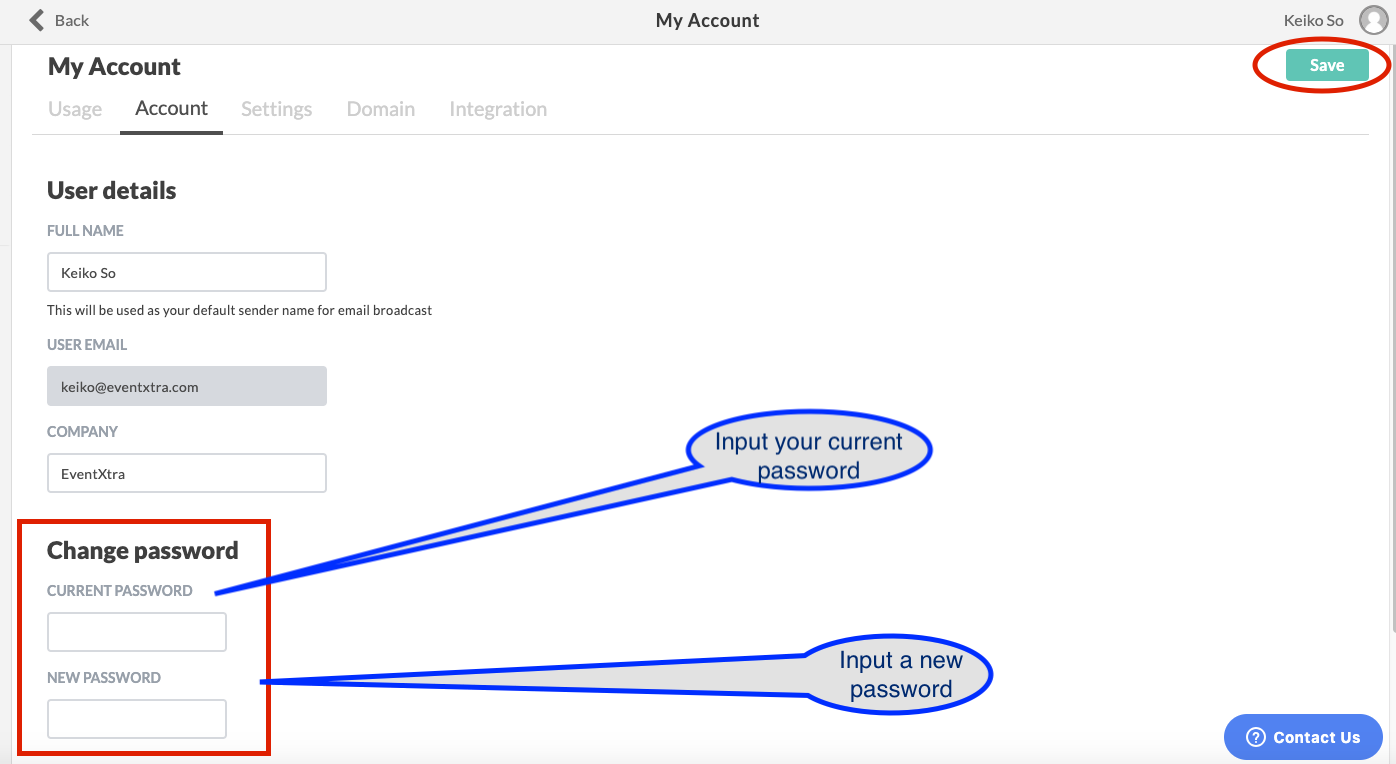 Back
My Account
Keiko So
My Account
Save
Usage
Account
Settings
Domain
Integration
User details
FULL NAME
Keiko So
This will be used as your default sender name for email broadcast
USER EMAIL
keiko@eventxtra.com
COMPANY
EventXtra
Input your current
password
Change password
CURRENT PASSWORD
Input a new
password
NEW PASSWORD
Contact Us